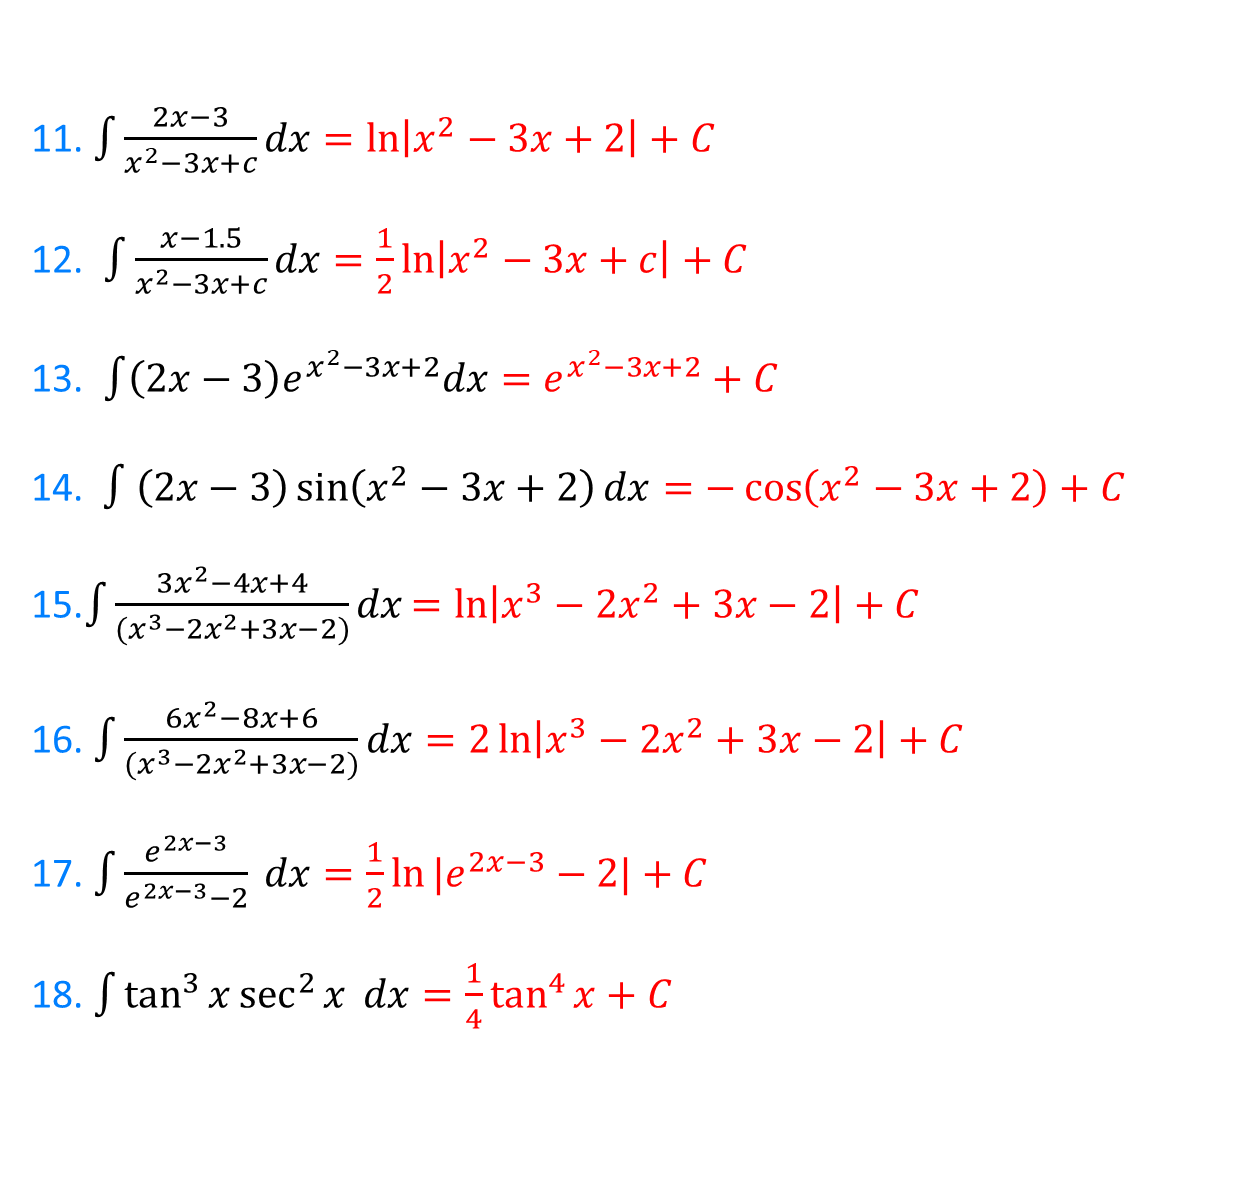 11. ∫ (2x−3)/(x²−3x+c) dx = ln|x² − 3x + 2| + C
12. ∫ (x−1.5)/(x²−3x+c) dx = 1/2 ln|x² − 3x + c| + C
13. ∫(2x − 3)e^(x²−3x+2) dx = e^(x²−3x+2) + C
14. ∫ (2x − 3) sin(x² − 3x + 2) dx = − cos(x² − 3x + 2) + C
15. ∫ (3x²−4x+4)/(x³−2x²+3x−2) dx = ln|x³ − 2x² + 3x − 2| + C
16. ∫ (6x²−8x+6)/(x³−2x²+3x−2) dx = 2 ln|x³ − 2x² + 3x − 2| + C
17. ∫ e^(2x−3)/(e^(2x−3)−2) dx = 1/2 ln |e^(2x−3) − 2| + C
18. ∫ tan³ x sec² x dx = 1/4 tan⁴ x + C